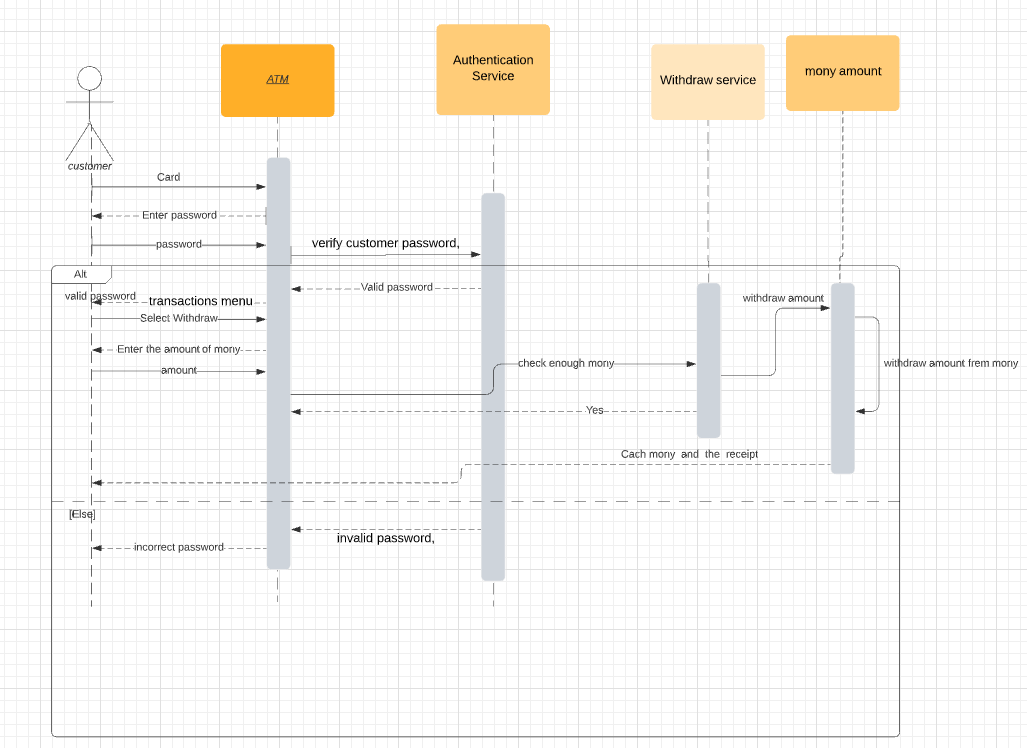 Authentication
Service
ATM
Withdraw service
mony amount
customer
Card
Enter password
password
verify customer password,
Alt
valid password
transactions menu
Valid password
withdraw amount
Select Withdraw
Enter the amount of mony
check enough mony
withdraw amount frem mony
amount
Yes
Cach mony and the receipt
[Else]
invalid password,
incorrect password